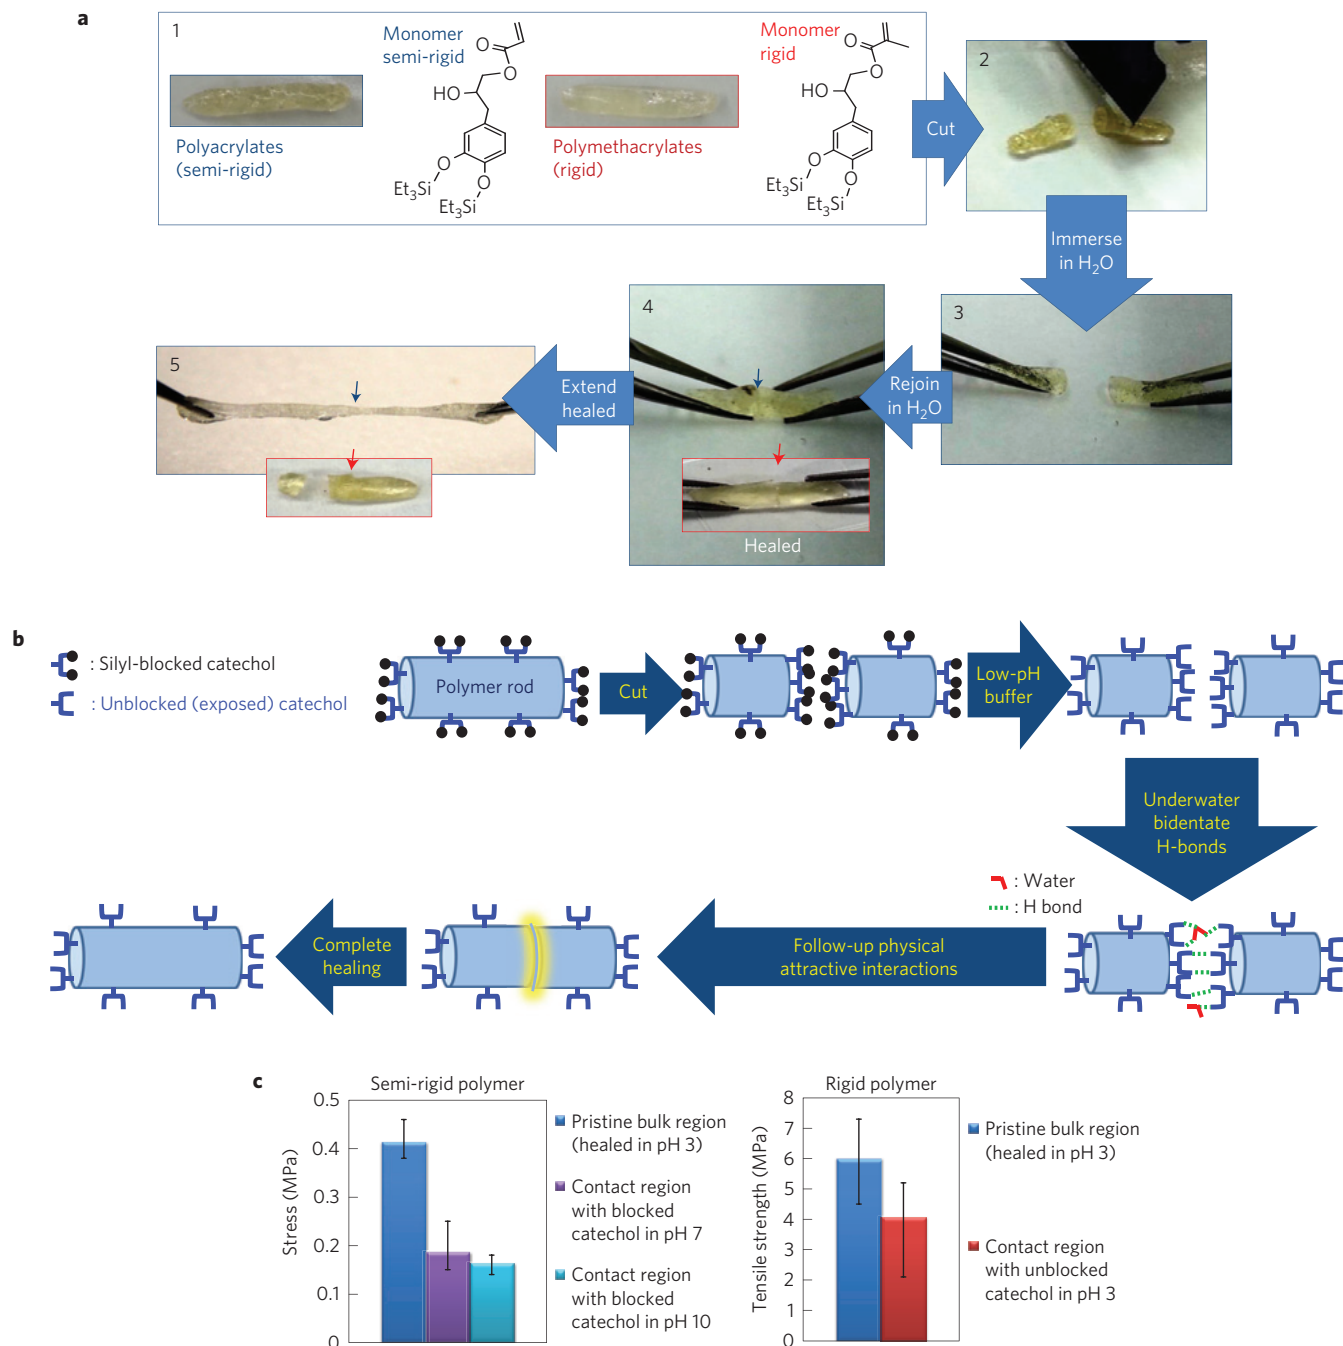 a
1
Monomer
semi-rigid
O
O
HO
O
O
Et3Si
Et3Si
Polyacrylates
(semi-rigid)
Monomer
rigid
O
O
HO
O
O
Et3Si
Et3Si
Polymethacrylates
(rigid)
Cut
2
Immerse
in H2O
3
Rejoin
in H2O
4
Healed
Extend
healed
5
b
: Silyl-blocked catechol
: Unblocked (exposed) catechol
Polymer rod
Cut
Low-pH
buffer
Underwater
bidentate
H-bonds
: Water
: H bond
Follow-up physical
attractive interactions
Complete
healing
c
Semi-rigid polymer
Stress (MPa)
0.5
0.4
0.3
0.2
0.1
0
Pristine bulk region
(healed in pH 3)
Contact region
with blocked
catechol in pH 7
Contact region
with blocked
catechol in pH 10
Rigid polymer
Tensile strength (MPa)
8
7
6
5
4
3
2
1
0
Pristine bulk region
(healed in pH 3)
Contact region
with unblocked
catechol in pH 3